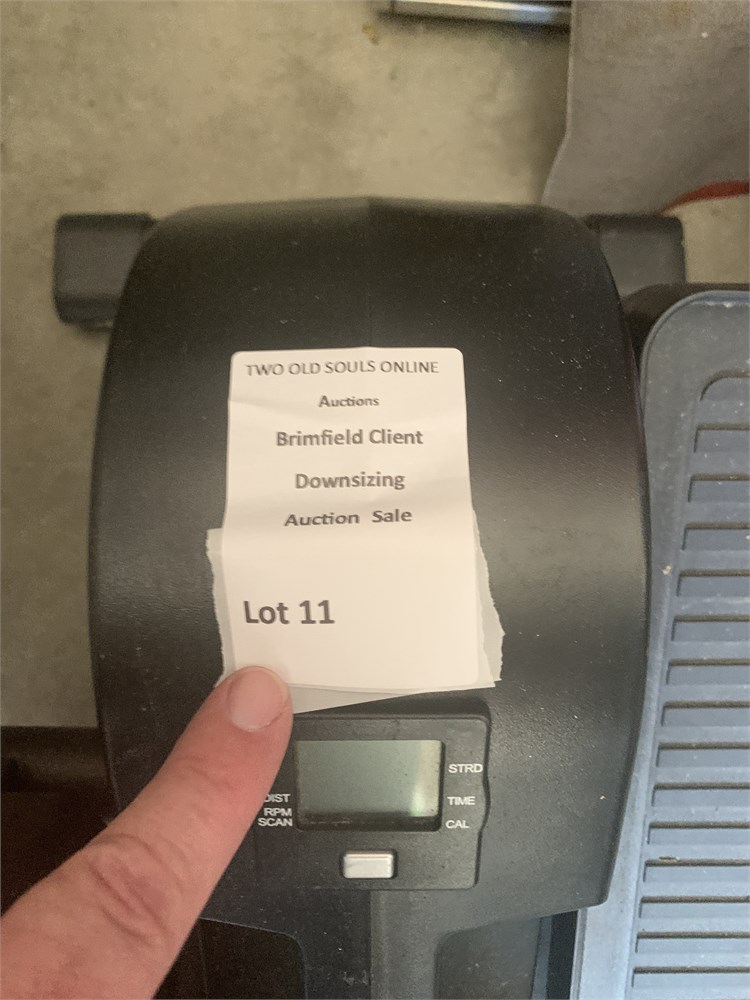 TWO OLD SOULS ONLINE
Auctions
Brimfield Client
Downsizing
Auction Sale
Lot 11
STRD
DIST
TIME
RPM
SCAN
CAL